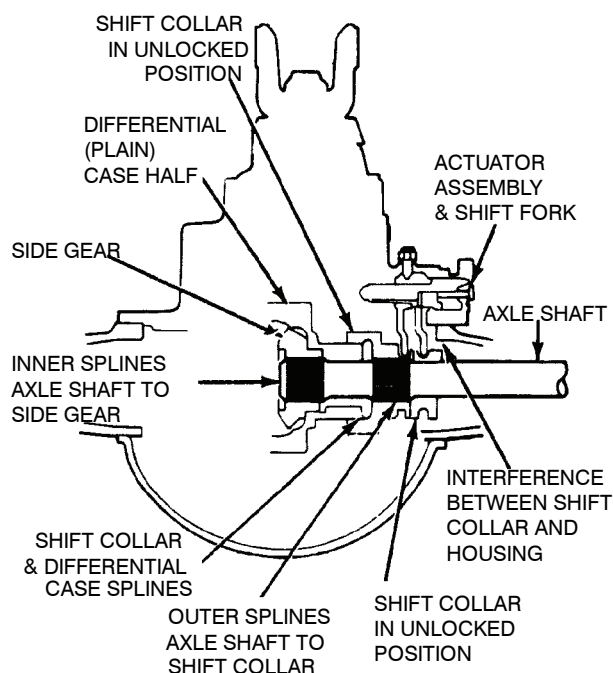 SHIFT COLLAR
IN UNLOCKED
POSITION
DIFFERENTIAL
(PLAIN)
CASE HALF
ACTUATOR
ASSEMBLY
& SHIFT FORK
SIDE GEAR
AXLE SHAFT
INNER SPLINES
AXLE SHAFT TO
SIDE GEAR
INTERFERENCE
BETWEEN SHIFT
COLLAR AND
HOUSING
SHIFT COLLAR
& DIFFERENTIAL
CASE SPLINES
OUTER SPLINES
AXLE SHAFT TO
SHIFT COLLAR
SHIFT COLLAR
IN UNLOCKED
POSITION